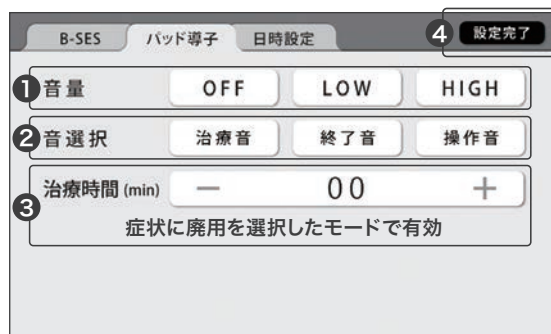 B-SES パッド導子 日時設定 4 設定完了
1 音量 OFF LOW HIGH
2 音選択 治療音 終了音 操作音
3 治療時間 (min) − 00 +
症状に廃用を選択したモードで有効